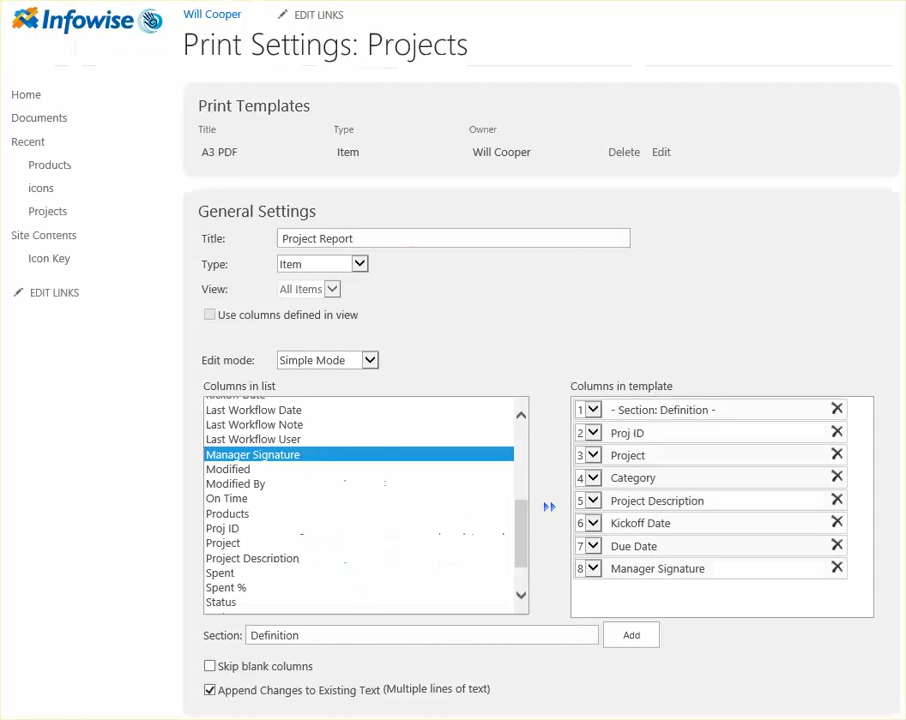 Infowise
Will Cooper
EDIT LINKS
Print Settings: Projects
Home
Documents
Recent
Products
icons
Projects
Site Contents
Icon Key
EDIT LINKS
Print Templates
Title Type Owner
A3 PDF Item Will Cooper Delete Edit
General Settings
Title: Project Report
Type: Item
View: All Items
Use columns defined in view
Edit mode: Simple Mode
Columns in list
Kickoff Date
Last Workflow Date
Last Workflow Note
Last Workflow User
Manager Signature
Modified
Modified By
On Time
Products
Proj ID
Project
Project Description
Spent
Spent %
Status
Columns in template
1 - Section: Definition -
2 Proj ID
3 Project
4 Category
5 Project Description
6 Kickoff Date
7 Due Date
8 Manager Signature
Section: Definition Add
Skip blank columns
Append Changes to Existing Text (Multiple lines of text)